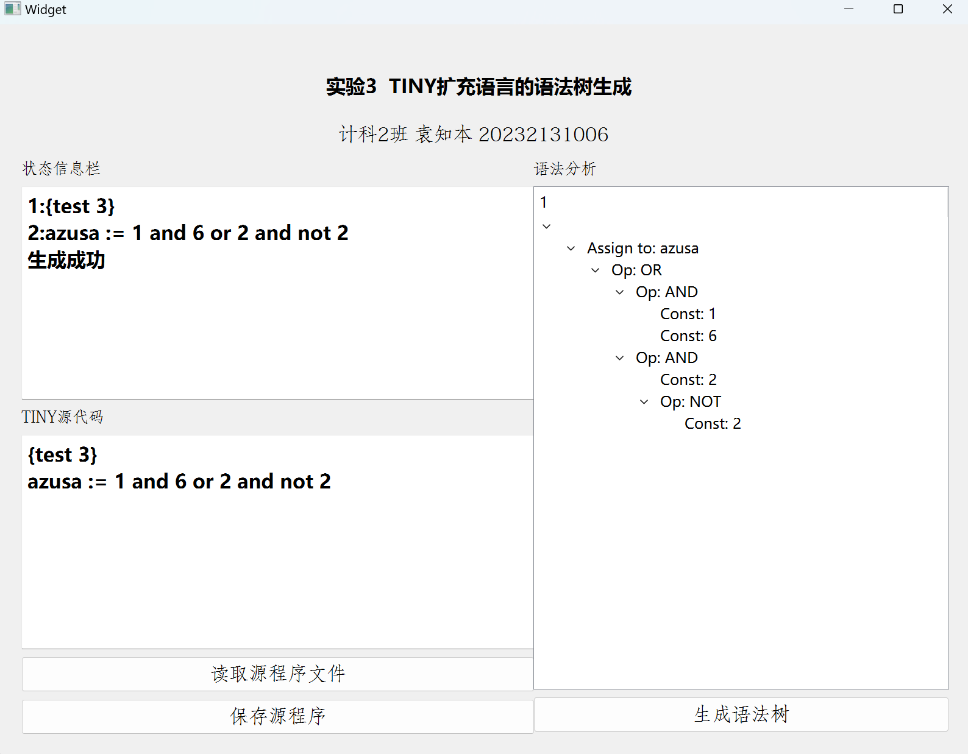 Widget
实验3 TINY扩充语言的语法树生成
计科2班 袁知本 20232131006
状态信息栏
1:{test 3}
2:azusa := 1 and 6 or 2 and not 2
生成成功
TINY源代码
{test 3}
azusa := 1 and 6 or 2 and not 2
读取源程序文件
保存源程序
语法分析
1
Assign to: azusa
Op: OR
Op: AND
Const: 1
Const: 6
Op: AND
Const: 2
Op: NOT
Const: 2
生成语法树